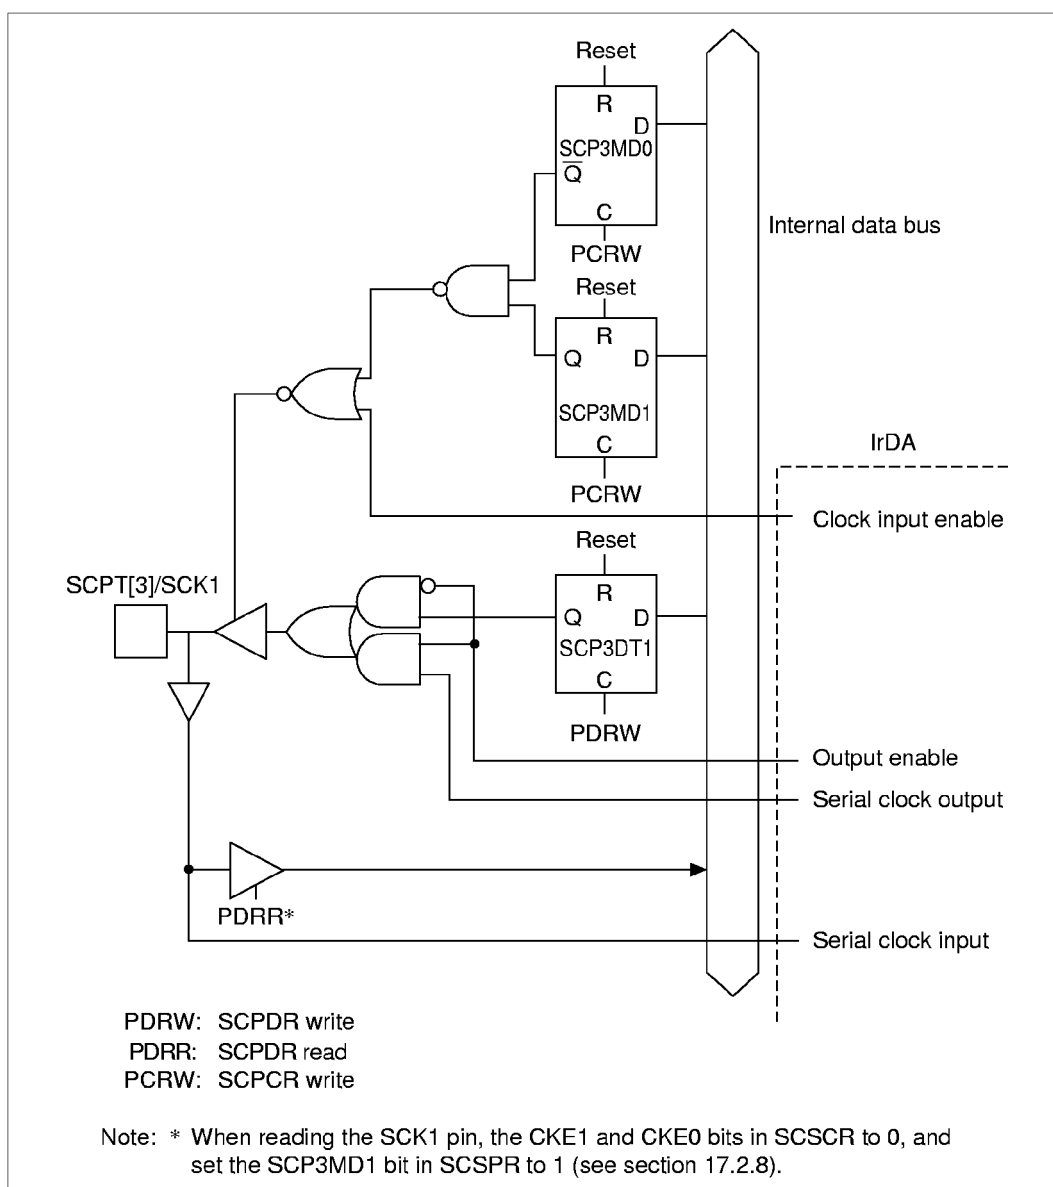 Reset
R
D
SCP3MD0
Q
C
PCRW
Internal data bus
Reset
R
Q D
SCP3MD1
C
PCRW
IrDA
Clock input enable
Reset
R
SCPT[3]/SCK1
Q D
SCP3DT1
C
PDRW
Output enable
Serial clock output
PDRR*
Serial clock input
PDRW: SCPDR write
PDRR: SCPDR read
PCRW: SCPCR write
Note: * When reading the SCK1 pin, the CKE1 and CKE0 bits in SCSCR to 0, and
set the SCP3MD1 bit in SCSPR to 1 (see section 17.2.8).